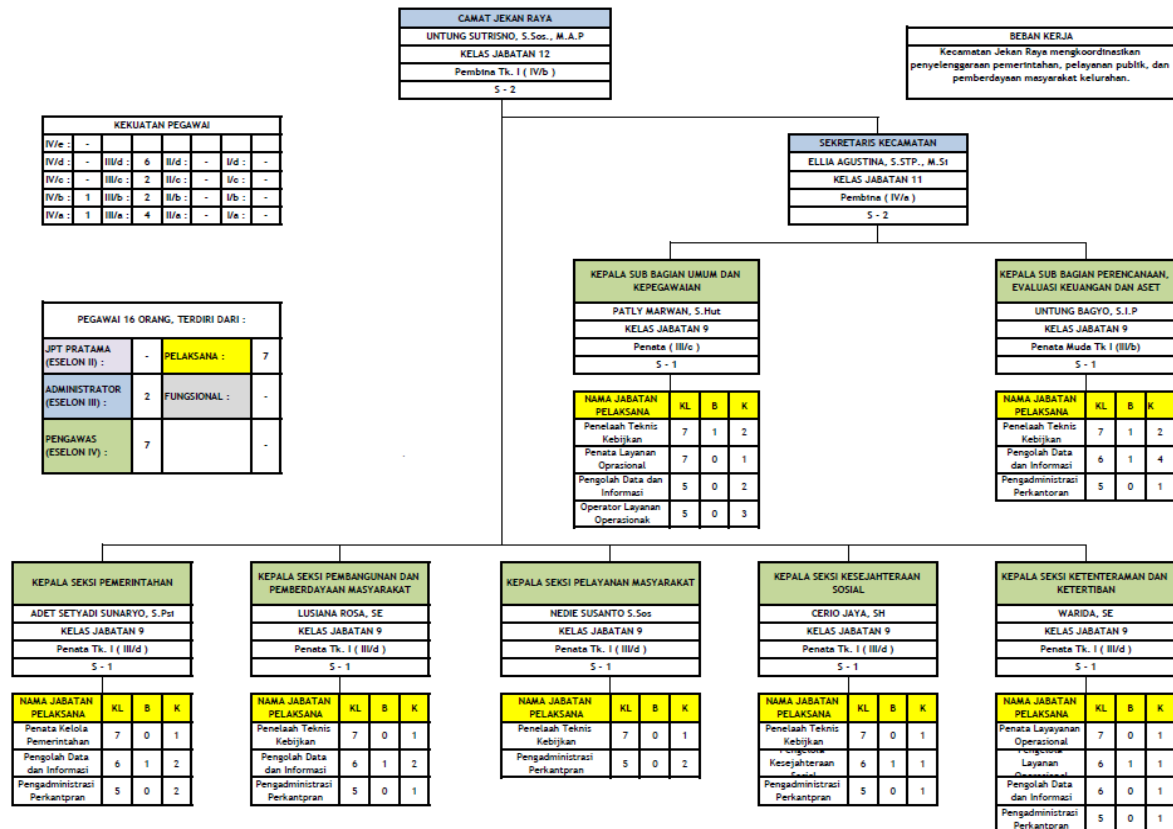 CAMAT JEKAN RAYA
UNTUNG SUTRISNO, S.Sos., M.A.P
KELAS JABATAN 12
Pembina Tk. I ( IV/b )
S - 2
BEBAN KERJA
Kecamatan Jekan Raya mengkoordinasikan
penyelenggaraan pemerintahan, pelayanan publik, dan
pemberdayaan masyarakat kelurahan.
KEKUATAN PEGAWAI
IV/e : -
IV/d : - III/d : 6 II/d : - I/d : -
IV/c : - III/c : 2 II/c : - I/c : -
IV/b : 1 III/b : 2 II/b : - I/b : -
IV/a : 1 III/a : 4 II/a : - I/a : -
SEKRETARIS KECAMATAN
ELLIA AGUSTINA, S.STP., M.Si
KELAS JABATAN 11
Pembina ( IV/a )
S - 2
PEGAWAI 16 ORANG, TERDIRI DARI :
JPT PRATAMA
(ESELON II) : - PELAKSANA : 7
ADMINISTRATOR
(ESELON III) : 2 FUNGSIONAL : -
PENGAWAS
(ESELON IV) : 7 -
KEPALA SUB BAGIAN UMUM DAN
KEPEGAWAIAN
PATLY MARWAN, S.Hut
KELAS JABATAN 9
Penata ( III/c )
S - 1
NAMA JABATAN
PELAKSANA KL B K
Penelaah Teknis
Kebijkan 7 1 2
Penata Layanan
Oprasional 7 0 1
Pengolah Data dan
Informasi 5 0 2
Operator Layanan
Operasionak 5 0 3
KEPALA SUB BAGIAN PERENCANAAN,
EVALUASI KEUANGAN DAN ASET
UNTUNG BAGYO, S.I.P
KELAS JABATAN 9
Penata Muda Tk I (III/b)
S - 1
NAMA JABATAN
PELAKSANA KL B K
Penelaah Teknis
Kebijkan 7 1 2
Pengolah Data
dan Informasi 6 1 4
Pengadministrasi
Perkantoran 5 0 1
KEPALA SEKSI PEMERINTAHAN
ADET SETYADI SUNARYO, S.Psi
KELAS JABATAN 9
Penata Tk. I ( III/d )
S - 1
NAMA JABATAN
PELAKSANA KL B K
Penata Kelola
Pemerintahan 7 0 1
Pengolah Data
dan Informasi 6 1 2
Pengadministrasi
Perkantpran 5 0 2
KEPALA SEKSI PEMBANGUNAN DAN
PEMBERDAYAAN MASYARAKAT
LUSIANA ROSA, SE
KELAS JABATAN 9
Penata Tk. I ( III/d )
S - 1
NAMA JABATAN
PELAKSANA KL B K
Penelaah Teknis
Kebijkan 7 0 1
Pengolah Data
dan Informasi 6 1 2
Pengadministrasi
Perkantpran 5 0 1
KEPALA SEKSI PELAYANAN MASYARAKAT
NEDIE SUSANTO S.Sos
KELAS JABATAN 9
Penata Tk. I ( III/d )
S - 1
NAMA JABATAN
PELAKSANA KL B K
Penelaah Teknis
Kebijkan 7 0 1
Pengadministrasi
Perkantpran 5 0 2
KEPALA SEKSI KESEJAHTERAAN
SOSIAL
CERIO JAYA, SH
KELAS JABATAN 9
Penata Tk. I ( III/d )
S - 1
NAMA JABATAN
PELAKSANA KL B K
Penelaah Teknis
Kebijkan 7 0 1
Kesejahteraan 6 1 1
Pengadministrasi
Perkantpran 5 0 1
KEPALA SEKSI KETENTERAMAN DAN
KETERTIBAN
WARIDA, SE
KELAS JABATAN 9
Penata Tk. I ( III/d )
S - 1
NAMA JABATAN
PELAKSANA KL B K
Penata Layayanan
Operasional 7 0 1
Layanan 6 1 1
Pengolah Data
dan Informasi 6 0 1
Pengadministrasi
Perkantpran 5 0 1